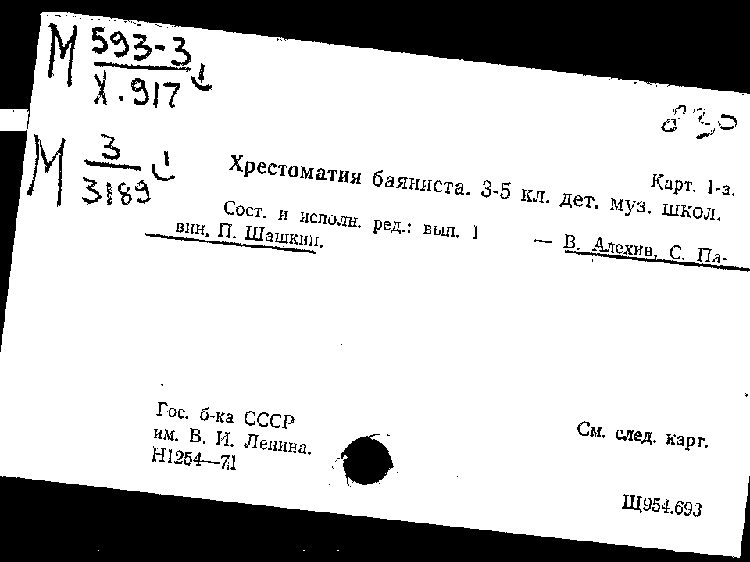 М 593-3
X.917
830
М 3
3189
Карт. 1-а.
Хрестоматия баяниста. 3-5 кл. дет. муз. школ.
Сост. и исполн. ред.: вып. 1 — В. Алехин, С. Па-
вин, П. Шашкин.
Гос. б-ка СССР
им. В. И. Ленина.
Н1254—71
См. след. карт.
Щ954.693